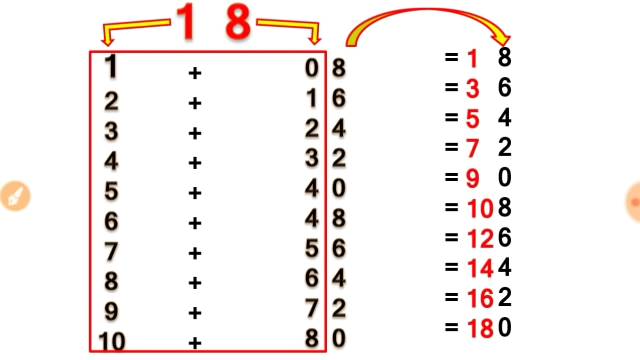 1 8
1 + 0 8 = 1 8
2 + 1 6 = 3 6
3 + 2 4 = 5 4
4 + 3 2 = 7 2
5 + 4 0 = 9 0
6 + 4 8 = 10 8
7 + 5 6 = 12 6
8 + 6 4 = 14 4
9 + 7 2 = 16 2
10 + 8 0 = 18 0